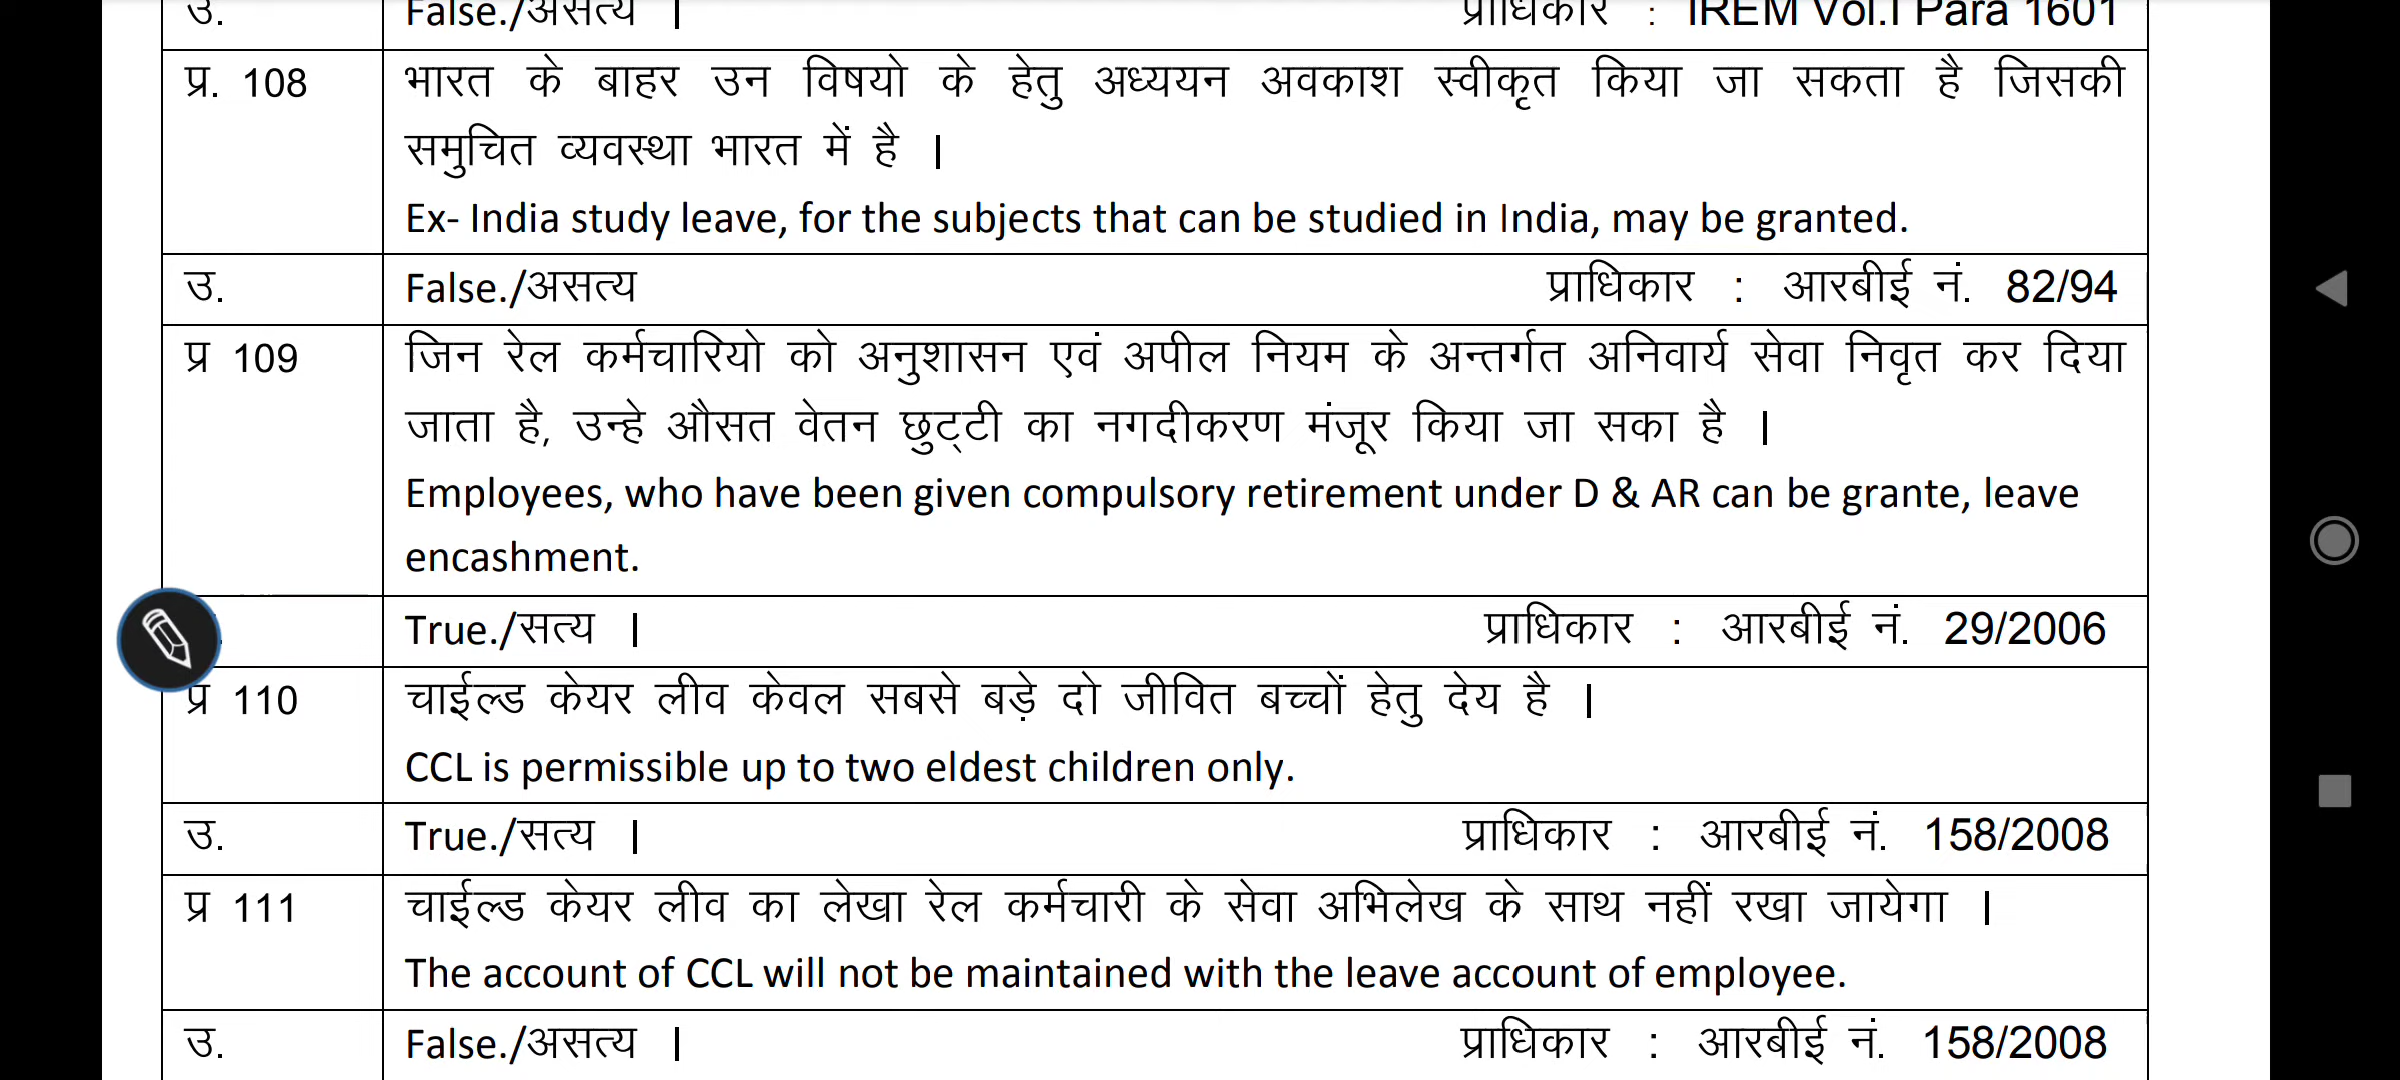 उ. False./असत्य । प्राधिकार : IREM Vol.I Para 1601
प्र. 108 भारत के बाहर उन विषयो के हेतु अध्ययन अवकाश स्वीकृत किया जा सकता है जिसकी
समुचित व्यवस्था भारत में है ।
Ex- India study leave, for the subjects that can be studied in India, may be granted.
उ. False./असत्य प्राधिकार : आरबीई नं. 82/94
प्र 109 जिन रेल कर्मचारियो को अनुशासन एवं अपील नियम के अन्तर्गत अनिवार्य सेवा निवृत कर दिया
जाता है, उन्हे औसत वेतन छुट्टी का नगदीकरण मंजूर किया जा सका है ।
Employees, who have been given compulsory retirement under D & AR can be grante, leave
encashment.
True./सत्य । प्राधिकार : आरबीई नं. 29/2006
प्र 110 चाईल्ड केयर लीव केवल सबसे बड़े दो जीवित बच्चों हेतु देय है ।
CCL is permissible up to two eldest children only.
उ. True./सत्य । प्राधिकार : आरबीई नं. 158/2008
प्र 111 चाईल्ड केयर लीव का लेखा रेल कर्मचारी के सेवा अभिलेख के साथ नहीं रखा जायेगा ।
The account of CCL will not be maintained with the leave account of employee.
उ. False./असत्य । प्राधिकार : आरबीई नं. 158/2008